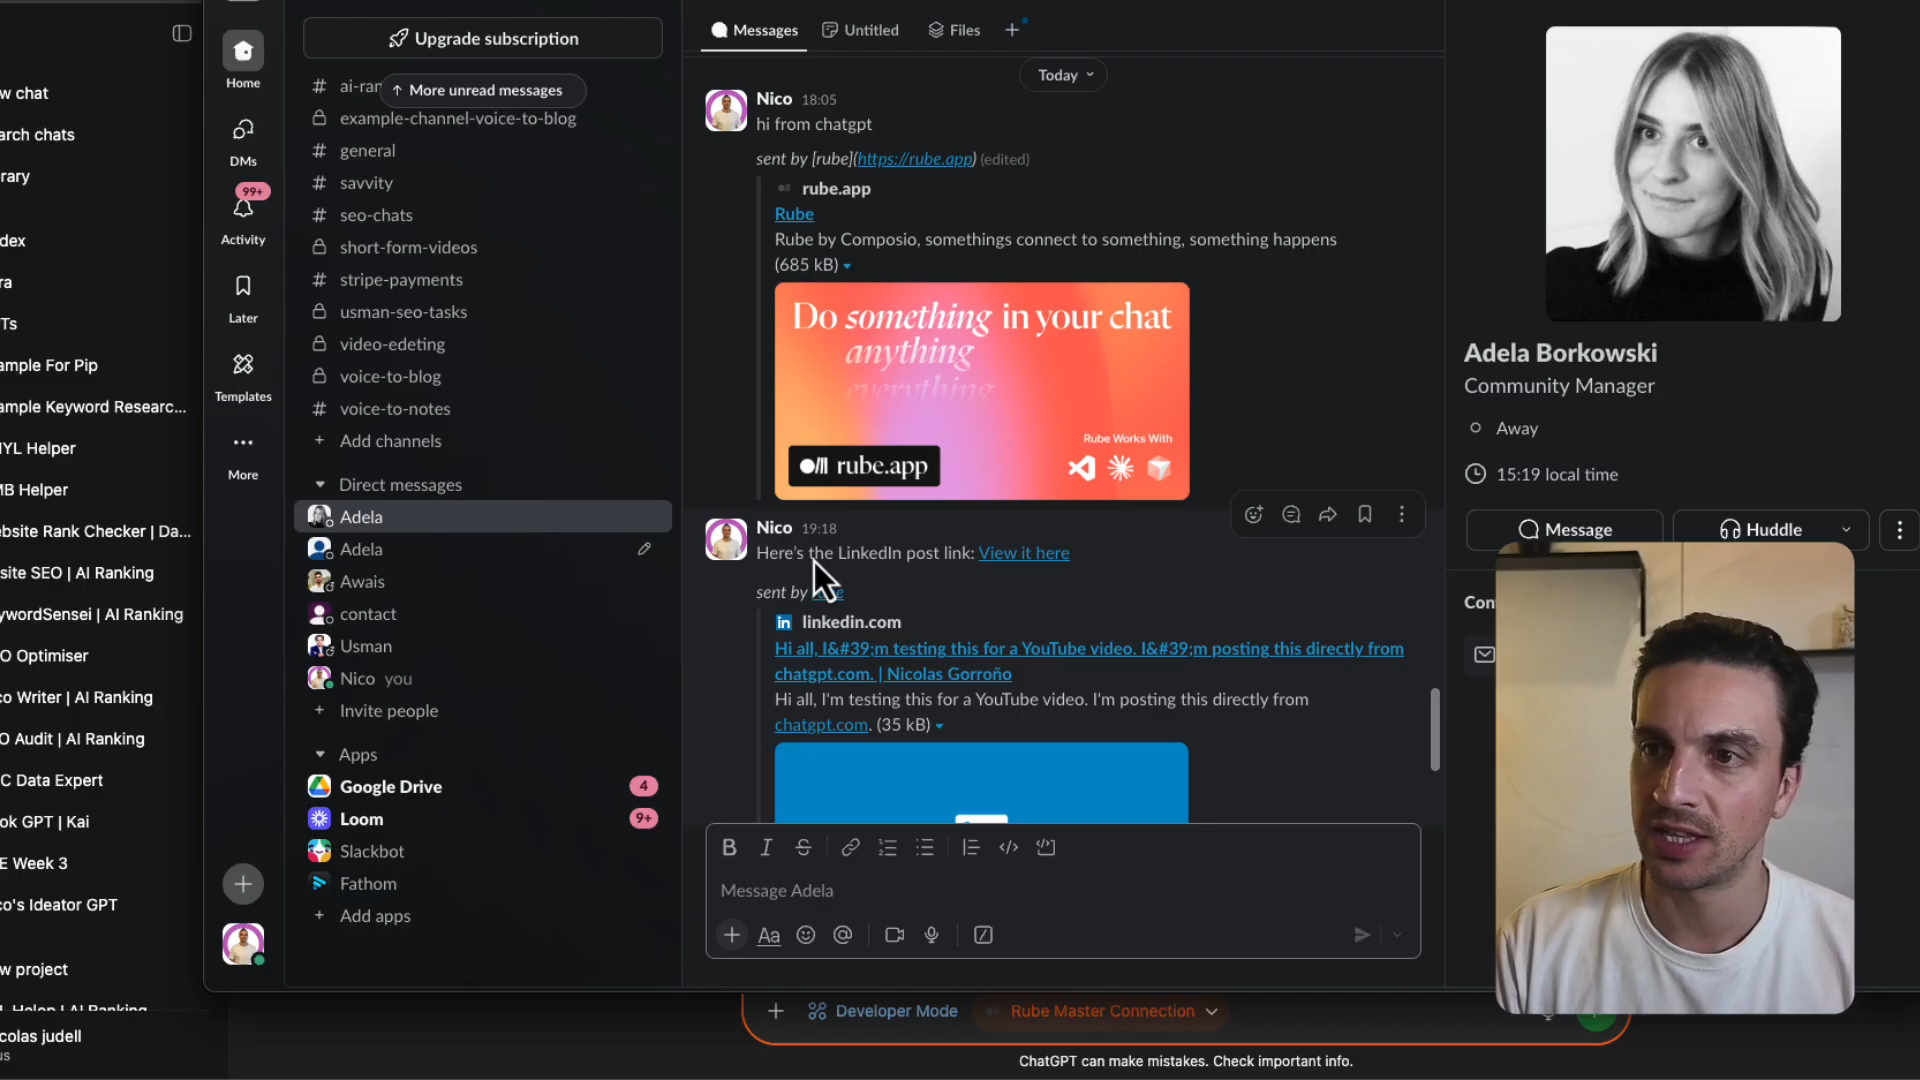 w chat
arch chats
rary
dex
ra
Ts
ample For Pip
ample Keyword Researc...
IYL Helper
MB Helper
ebsite Rank Checker | Da...
site SEO | AI Ranking
ywordSensei | AI Ranking
O Optimiser
co Writer | AI Ranking
O Audit | AI Ranking
C Data Expert
ok GPT | Kai
E Week 3
co's Ideator GPT
w project
colas judell
us
Home
DMs
99+
Activity
Later
Templates
More
Upgrade subscription
# ai-ran
↑ More unread messages
example-channel-voice-to-blog
# general
# savvity
# seo-chats
short-form-videos
# stripe-payments
usman-seo-tasks
video-edeting
voice-to-blog
# voice-to-notes
+ Add channels
Direct messages
Adela
Adela
Awais
contact
Usman
Nico you
+ Invite people
Apps
Google Drive 4
Loom 9+
Slackbot
Fathom
+ Add apps
Messages Untitled Files +
Today
Nico 18:05
hi from chatgpt
sent by [rube](https://rube.app) (edited)
rube.app
Rube
Rube by Composio, somethings connect to something, something happens
(685 kB)
Do something in your chat
anything
everything
Rube Works With
rube.app
Nico 19:18
Here's the LinkedIn post link: View it here
sent by
in linkedin.com
Hi all, I&#39;m testing this for a YouTube video. I&#39;m posting this directly from
chatgpt.com. | Nicolas Gorroño
Hi all, I'm testing this for a YouTube video. I'm posting this directly from
chatgpt.com. (35 kB)
B I S
Message Adela
+ Aa @
Adela Borkowski
Community Manager
Away
15:19 local time
Message
Huddle
Con
+ Developer Mode Rube Master Connection
ChatGPT can make mistakes. Check important info.